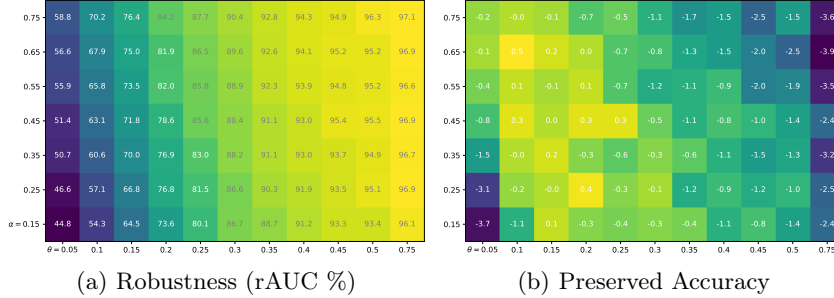 0.75 58.8 70.2 76.4 84.2 87.7 90.4 92.8 94.3 94.9 96.3 97.1
0.65 56.6 67.9 75.0 81.9 86.5 89.6 92.6 94.1 95.2 95.2 96.9
0.55 55.9 65.8 73.5 82.0 85.8 88.9 92.3 93.9 94.8 95.2 96.6
0.45 51.4 63.1 71.8 78.6 85.6 88.4 91.1 93.0 95.4 95.5 96.9
0.35 50.7 60.6 70.0 76.9 83.0 88.2 91.1 93.0 93.7 94.9 96.7
0.25 46.6 57.1 66.8 76.8 81.5 86.6 90.3 91.9 93.5 95.1 96.9
α = 0.15 44.8 54.3 64.5 73.6 80.1 86.7 88.7 91.2 93.3 93.4 96.1
θ = 0.05 0.1 0.15 0.2 0.25 0.3 0.35 0.4 0.45 0.5 0.75
(a) Robustness (rAUC %)
0.75 -0.2 -0.0 -0.1 0.1 -0.5 -1.1 -1.7 -1.6 -2.5 -1.5 -3.6
0.65 -0.1 0.5 0.2 0.0 -0.7 -0.8 -1.3 -1.5 -2.0 -2.5 -3.9
0.55 -0.4 0.1 -0.1 0.1 -0.7 -1.2 -1.1 -0.9 -2.0 -1.9 -3.5
0.45 -0.8 0.3 0.0 0.3 0.3 -0.5 -1.1 -0.8 -1.1 -1.4 -2.4
0.35 -1.5 -0.0 0.2 -0.3 -0.6 -0.3 -0.6 -1.1 -1.5 -1.3 -3.2
0.25 -3.1 -0.2 -0.0 0.4 -0.3 -0.1 -1.2 -0.9 -1.2 -1.0 -2.5
0.15 -3.7 -1.1 0.1 -0.3 -0.4 -0.4 -0.3 -1.1 -0.8 -1.4 -2.4
θ = 0.05 0.1 0.15 0.2 0.25 0.3 0.35 0.4 0.45 0.5 0.75
(b) Preserved Accuracy